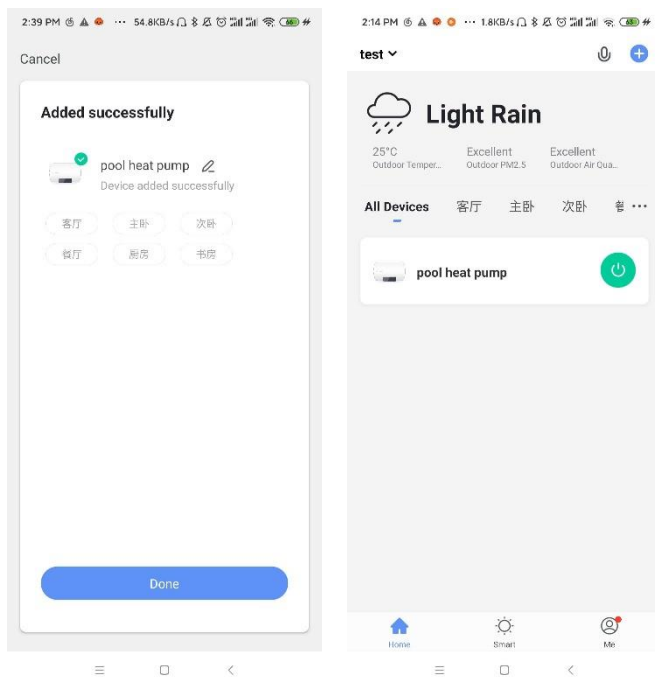 2:39 PM
54.8KB/s
Cancel
Added successfully
pool heat pump
Device added successfully
客厅 主卧 次卧
餐厅 厨房 书房
Done
2:14 PM
1.8KB/s
test
Light Rain
25°C Excellent Excellent
Outdoor Temper... Outdoor PM2.5 Outdoor Air Qua...
All Devices 客厅 主卧 次卧
pool heat pump
Home Smart Me